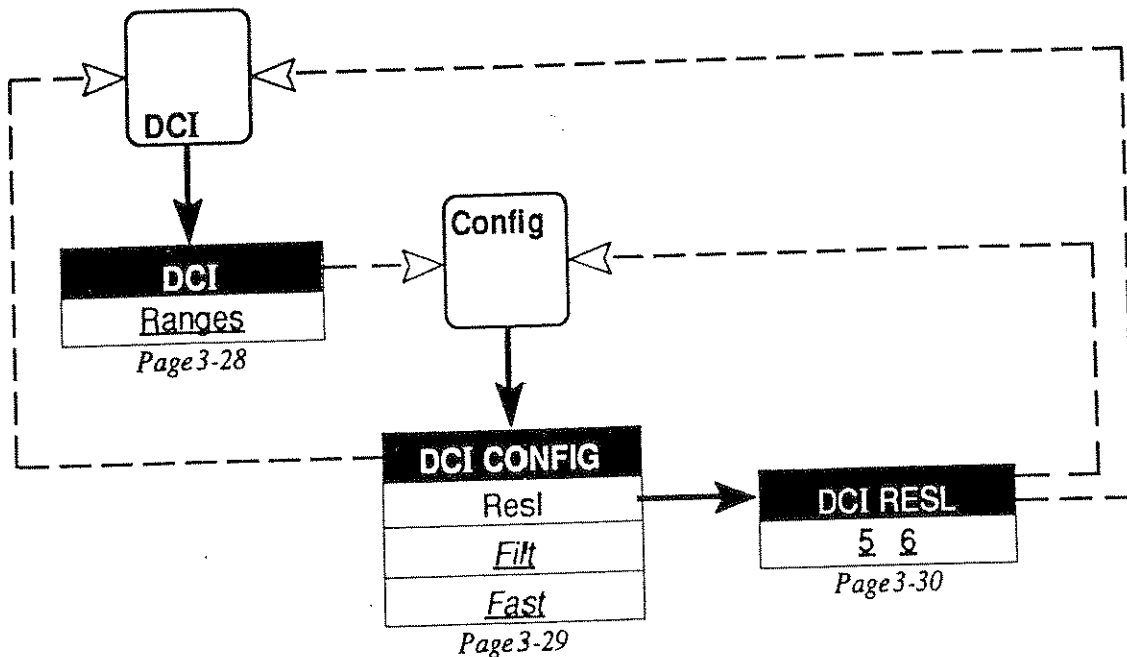 DCI
Config
DCI
Ranges
Page 3-28
DCI CONFIG
Resl
Filt
Fast
Page 3-29
DCI RESL
5 6
Page 3-30